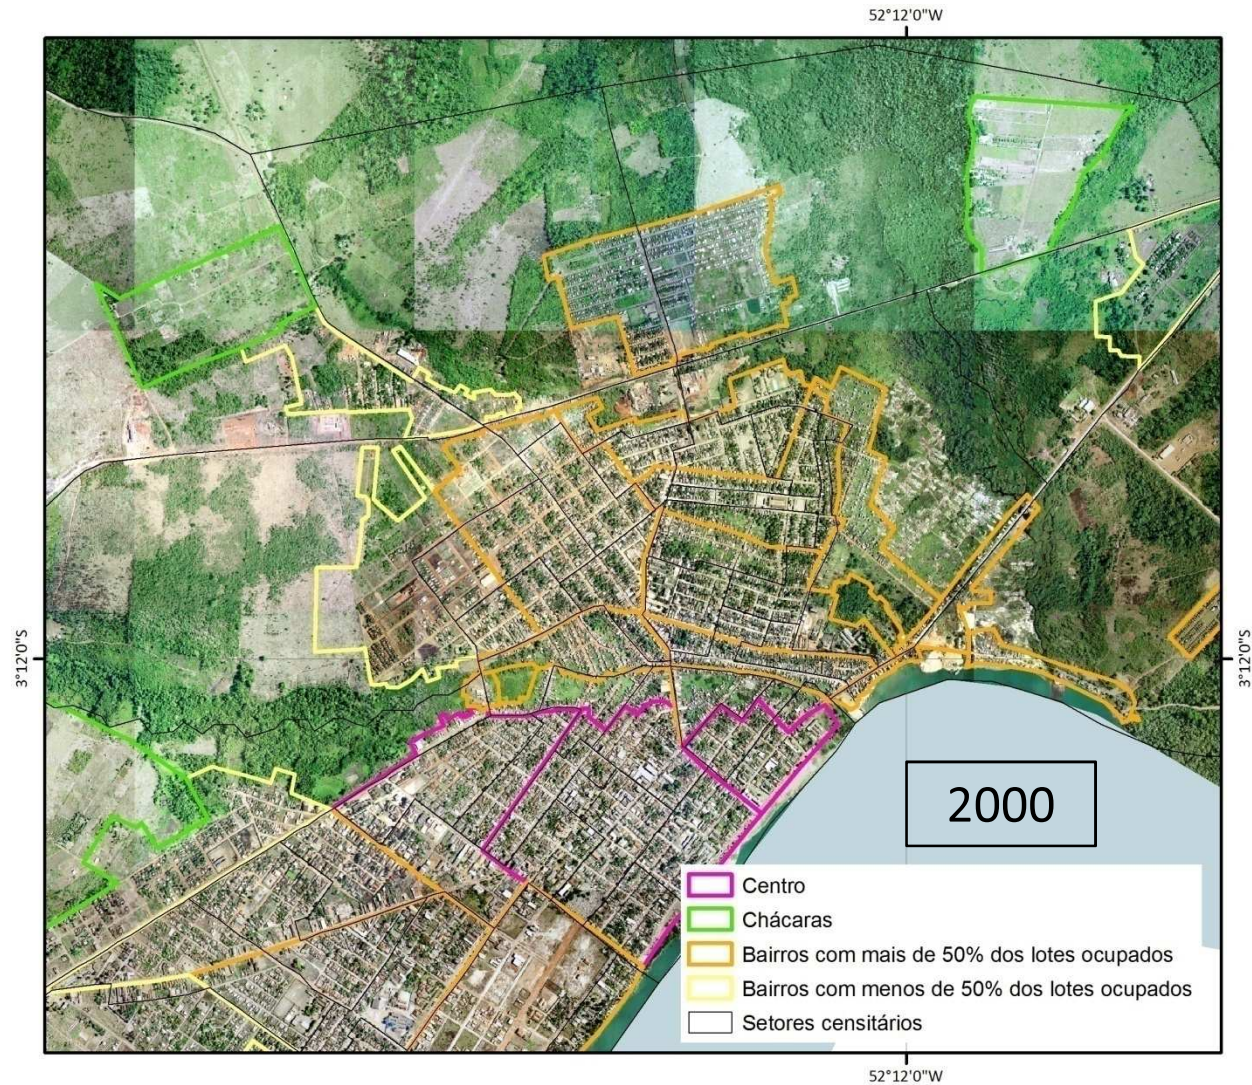 52°12'0"W
3°12'0"S
3°12'0"S
2000
Centro
Chácaras
Bairros com mais de 50% dos lotes ocupados
Bairros com menos de 50% dos lotes ocupados
Setores censitários
52°12'0"W